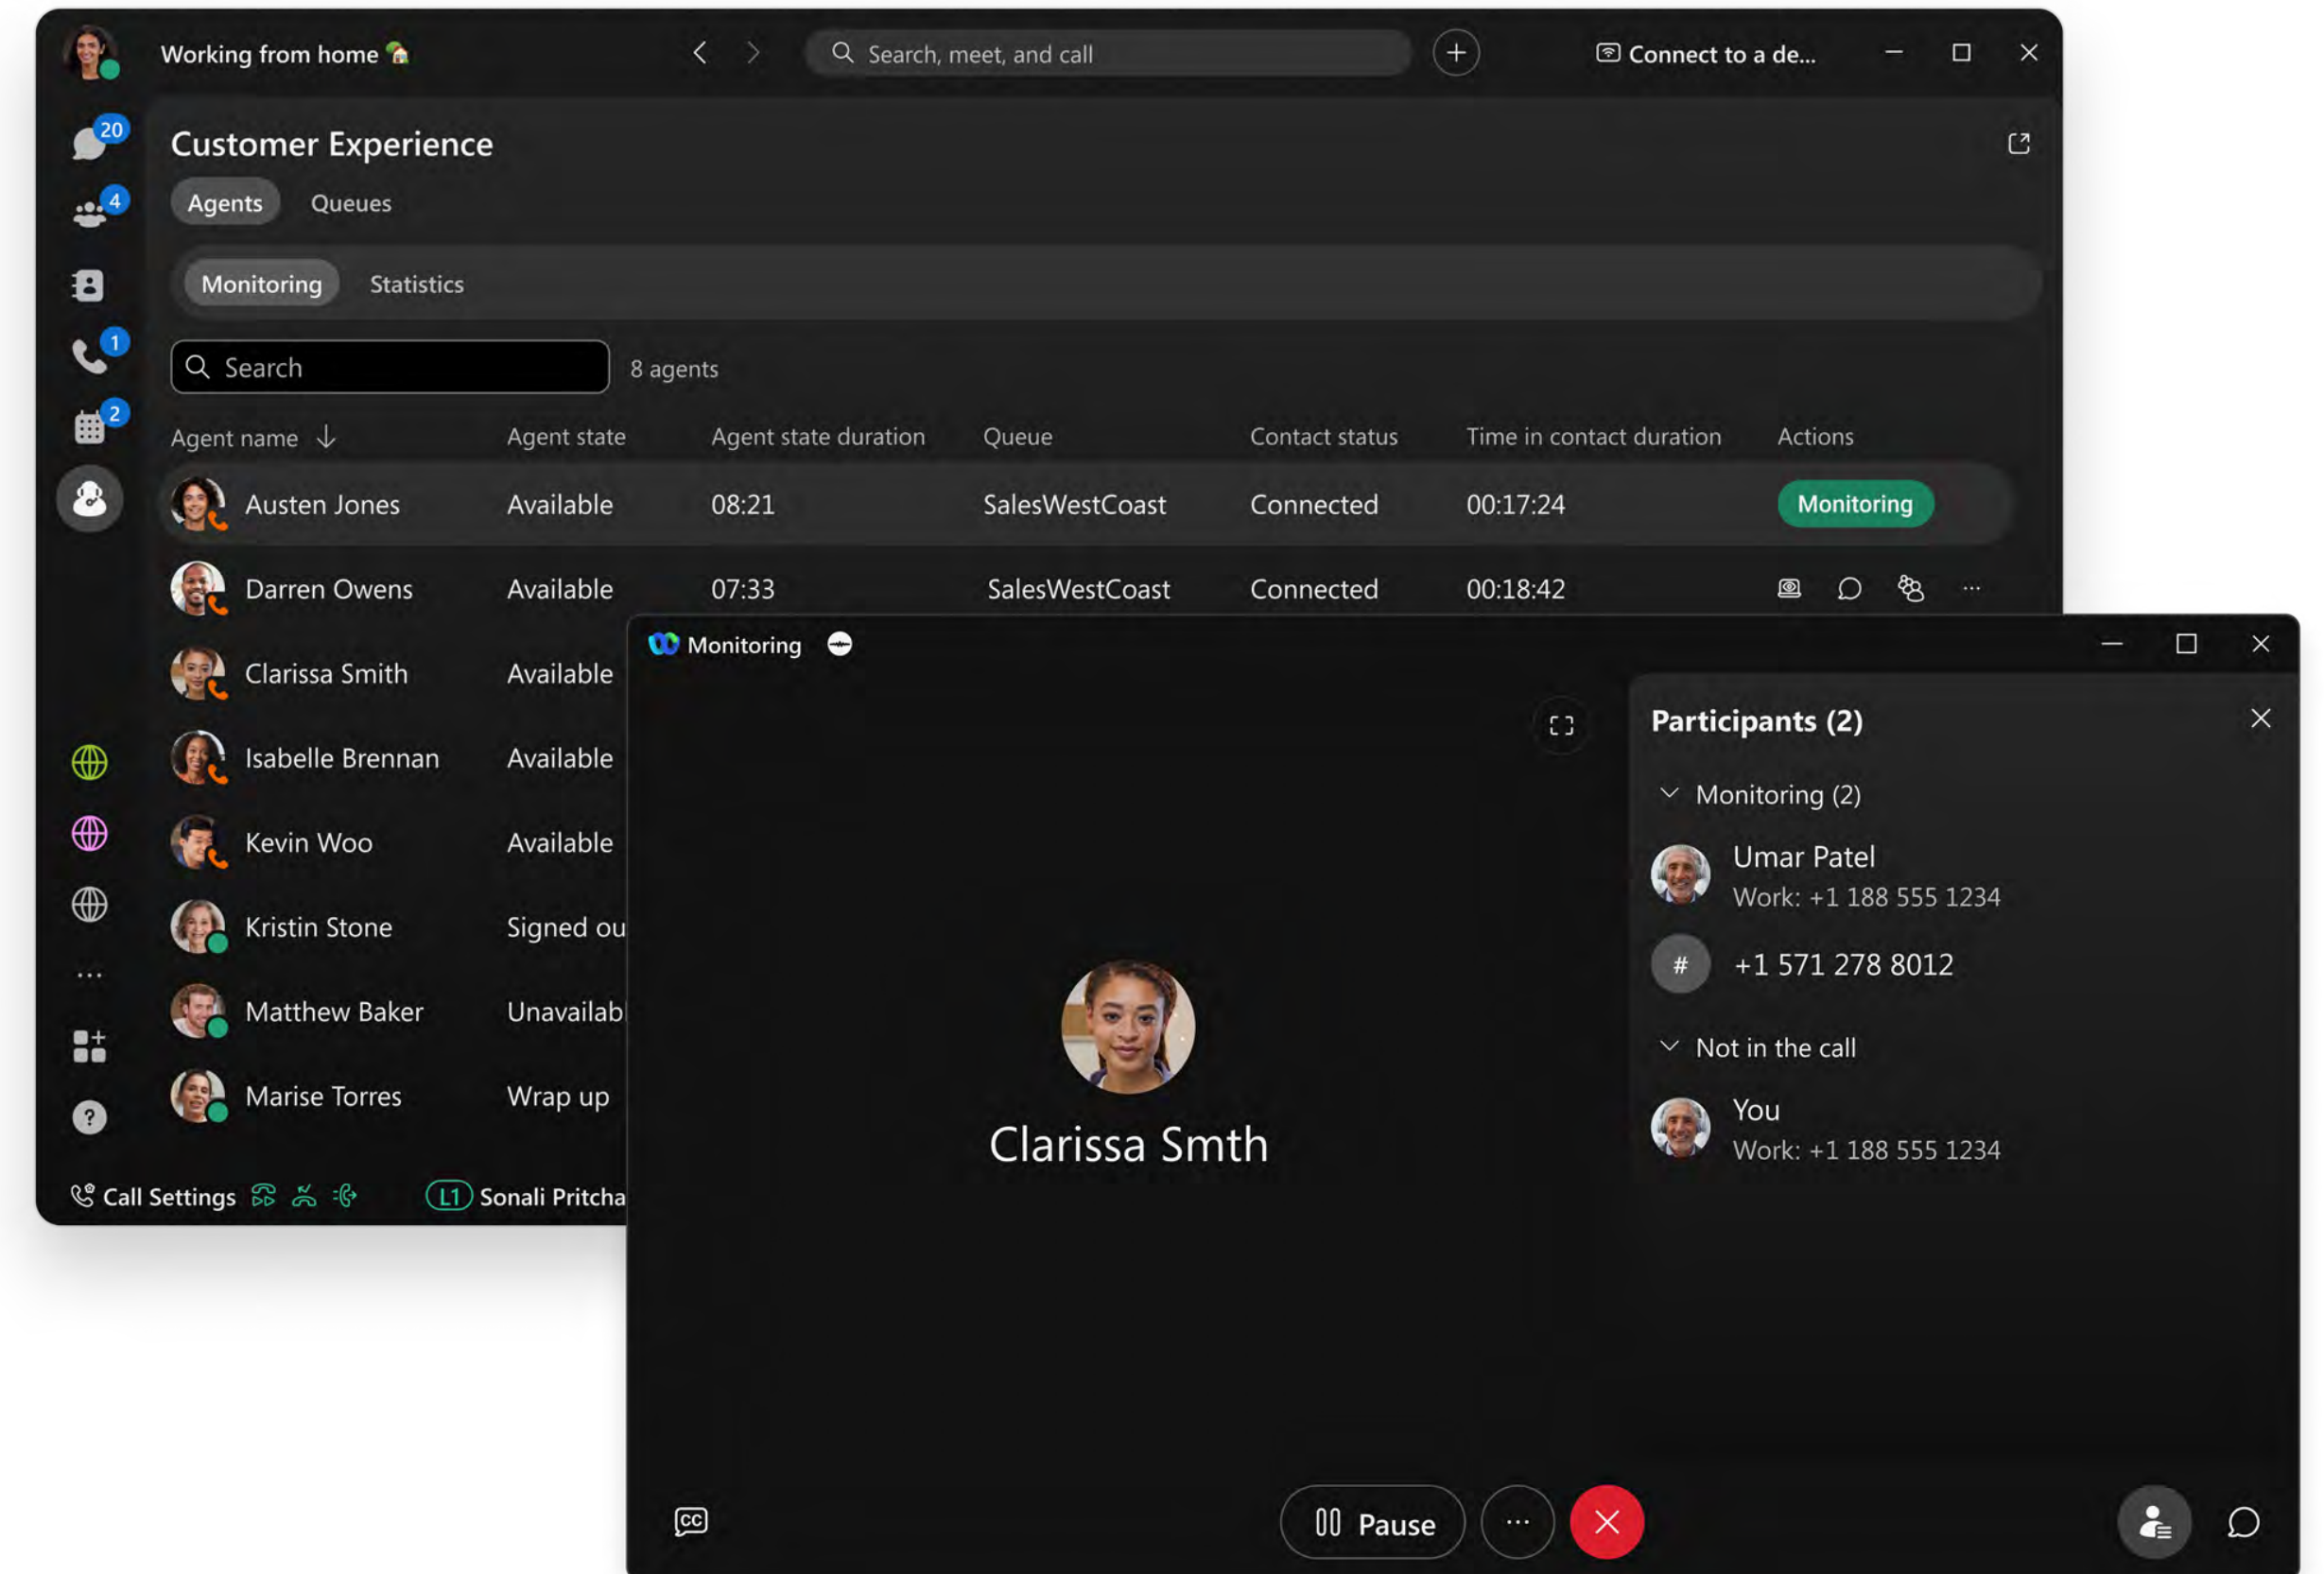 Working from home
Search, meet, and call
Connect to a de...
20
Customer Experience
4
Agents Queues
Monitoring Statistics
1
Search 8 agents
2
Agent name Agent state Agent state duration Queue Contact status Time in contact duration Actions
Austen Jones Available 08:21 SalesWestCoast Connected 00:17:24 Monitoring
Darren Owens Available 07:33 SalesWestCoast Connected 00:18:42 ...
Clarissa Smith Available
Isabelle Brennan Available
Kevin Woo Available
Kristin Stone Signed ou
Matthew Baker Unavailab
Marise Torres Wrap up
...
?
Call Settings L1 Sonali Pritcha
Monitoring
Clarissa Smth
Participants (2)
Monitoring (2)
Umar Patel
Work: +1 188 555 1234
# +1 571 278 8012
Not in the call
You
Work: +1 188 555 1234
CC Pause ...